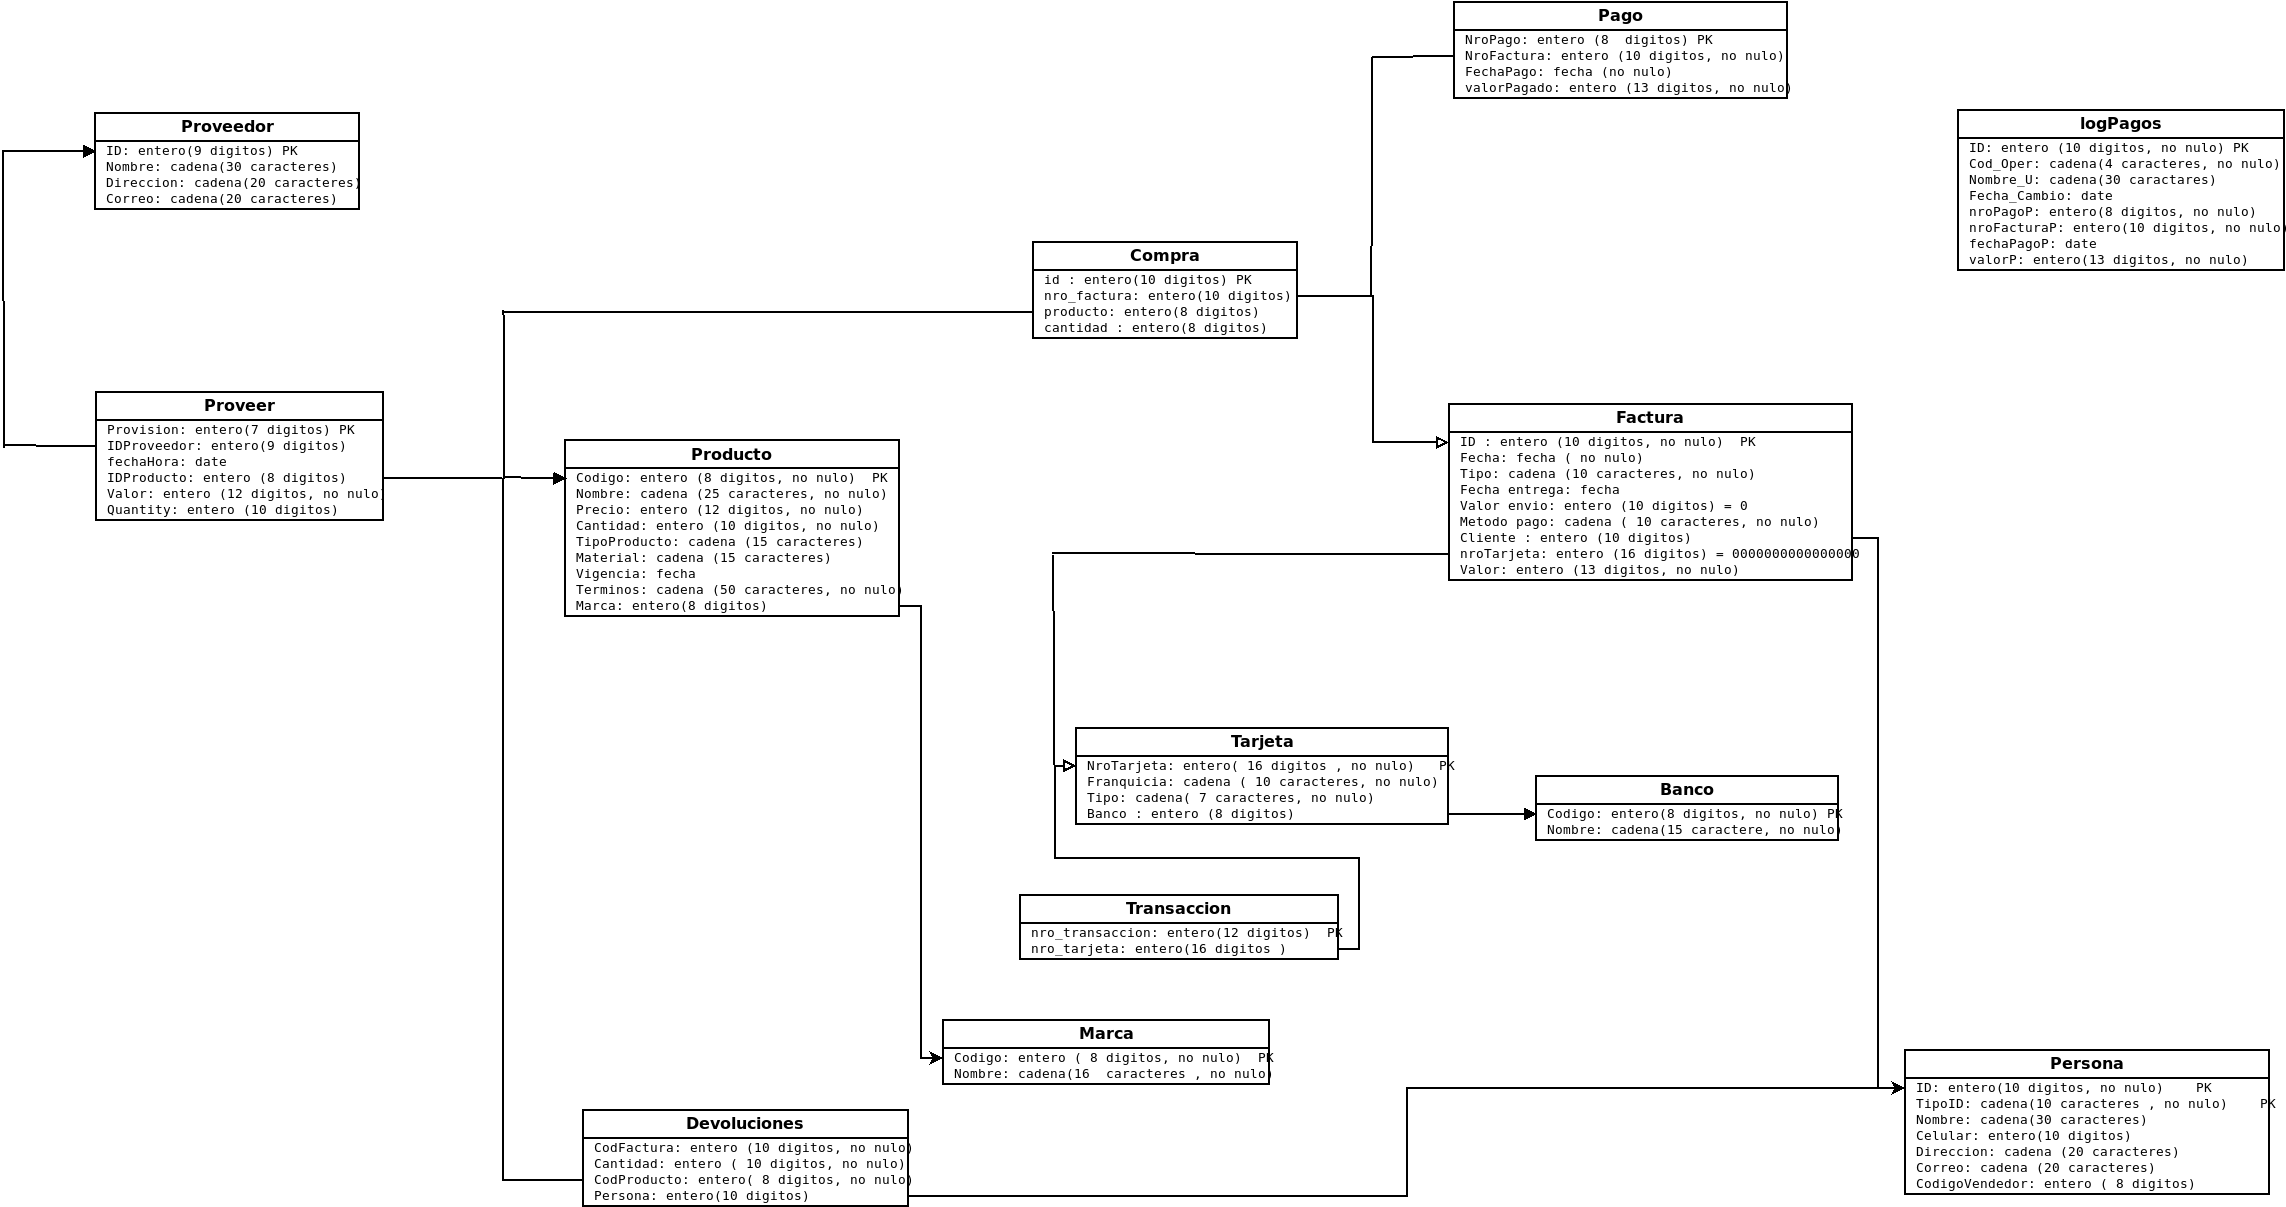 Pago
NroPago: entero (8  digitos) PK
NroFactura: entero (10 digitos, no nulo)
FechaPago: fecha (no nulo)
valorPagado: entero (13 digitos, no nulo)
Proveedor
ID: entero(9 digitos) PK
Nombre: cadena(30 caracteres)
Direccion: cadena(20 caracteres)
Correo: cadena(20 caracteres)
logPagos
ID: entero (10 digitos, no nulo) PK
Cod_Oper: cadena(4 caracteres, no nulo)
Nombre_U: cadena(30 caractares)
Fecha_Cambio: date
nroPagoP: entero(8 digitos, no nulo)
nroFacturaP: entero(10 digitos, no nulo)
fechaPagoP: date
valorP: entero(13 digitos, no nulo)
Compra
id : entero(10 digitos) PK
nro_factura: entero(10 digitos)
producto: entero(8 digitos)
cantidad : entero(8 digitos)
Proveer
Provision: entero(7 digitos) PK
IDProveedor: entero(9 digitos)
fechaHora: date
IDProducto: entero (8 digitos)
Valor: entero (12 digitos, no nulo)
Quantity: entero (10 digitos)
Producto
Codigo: entero (8 digitos, no nulo)  PK
Nombre: cadena (25 caracteres, no nulo)
Precio: entero (12 digitos, no nulo)
Cantidad: entero (10 digitos, no nulo)
TipoProducto: cadena (15 caracteres)
Material: cadena (15 caracteres)
Vigencia: fecha
Terminos: cadena (50 caracteres, no nulo)
Marca: entero(8 digitos)
Factura
ID : entero (10 digitos, no nulo)  PK
Fecha: fecha ( no nulo)
Tipo: cadena (10 caracteres, no nulo)
Fecha entrega: fecha
Valor envio: entero (10 digitos) = 0
Metodo pago: cadena ( 10 caracteres, no nulo)
Cliente : entero (10 digitos)
nroTarjeta: entero (16 digitos) = 0000000000000000
Valor: entero (13 digitos, no nulo)
Tarjeta
NroTarjeta: entero( 16 digitos , no nulo)   PK
Franquicia: cadena ( 10 caracteres, no nulo)
Tipo: cadena( 7 caracteres, no nulo)
Banco : entero (8 digitos)
Banco
Codigo: entero(8 digitos, no nulo) PK
Nombre: cadena(15 caractere, no nulo)
Transaccion
nro_transaccion: entero(12 digitos)  PK
nro_tarjeta: entero(16 digitos )
Marca
Codigo: entero ( 8 digitos, no nulo)  PK
Nombre: cadena(16  caracteres , no nulo)
Persona
ID: entero(10 digitos, no nulo)    PK
TipoID: cadena(10 caracteres , no nulo)    PK
Nombre: cadena(30 caracteres)
Celular: entero(10 digitos)
Direccion: cadena (20 caracteres)
Correo: cadena (20 caracteres)
CodigoVendedor: entero ( 8 digitos)
Devoluciones
CodFactura: entero (10 digitos, no nulo)
Cantidad: entero ( 10 digitos, no nulo)
CodProducto: entero( 8 digitos, no nulo)
Persona: entero(10 digitos)